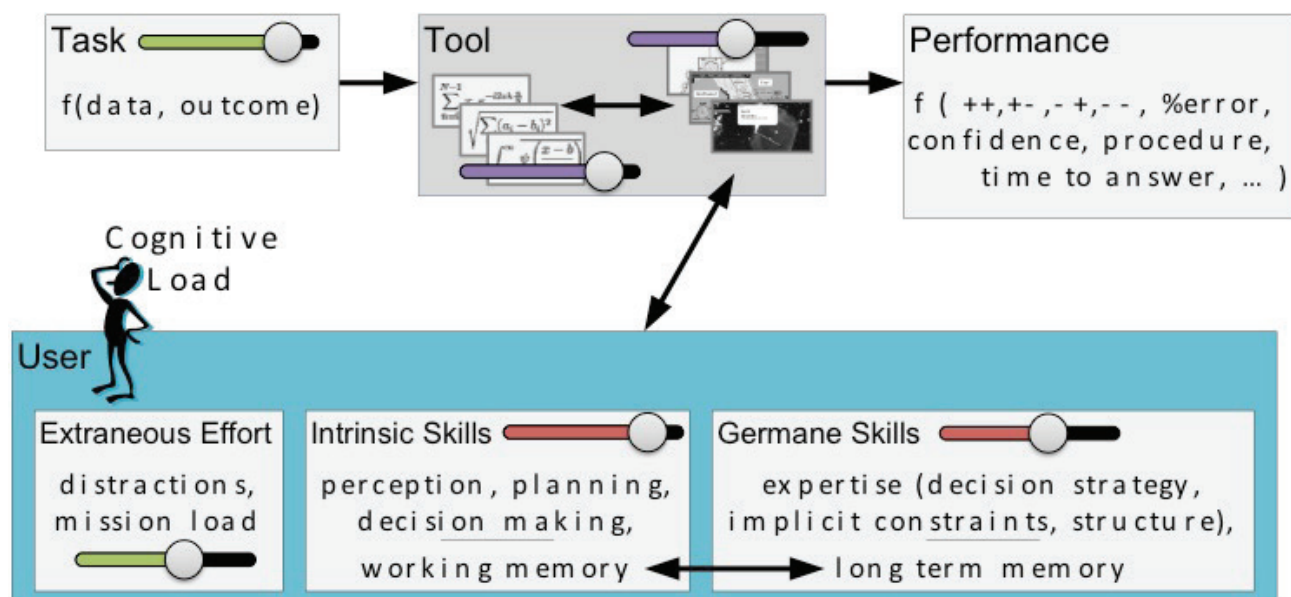 Task
f(data, outcome)
Tool
Performance
f ( ++,+- ,- +,- - , %error,
confidence, procedure,
time to answer, ... )
Cognitive
Load
User
Extraneous Effort
distractions,
mission load
Intrinsic Skills
perception, planning,
decision making,
working memory
Germane Skills
expertise (decision strategy,
implicit constraints, structure),
long term memory